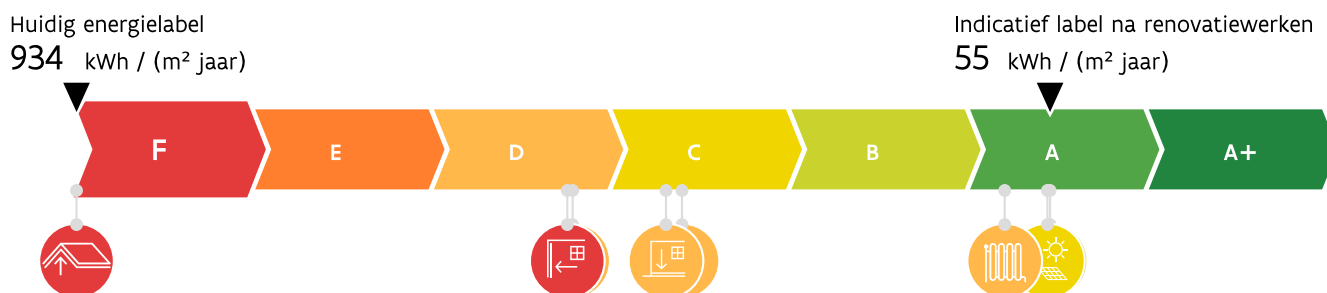 Huidig energielabel
934 kWh / (m² jaar)
Indicatief label na renovatiewerken
55 kWh / (m² jaar)
F E D C B A A+